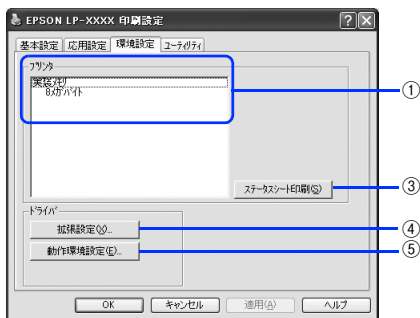 EPSON LP-XXXX 印刷設定
基本設定 応用設定 環境設定 ユーティリティ
プリンタ
実装メモリ
8メガバイト
①
ステータスシート印刷(S)
③
ドライバ
拡張設定(X)...
④
動作環境設定(E)...
⑤
OK キャンセル 適用(A) ヘルプ